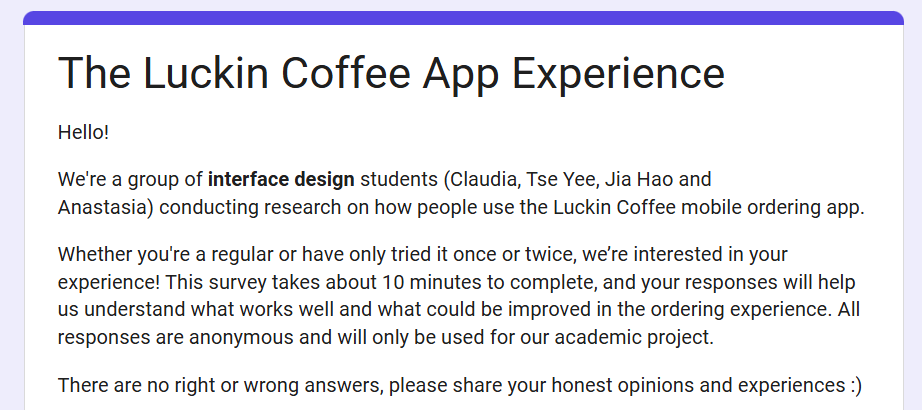 The Luckin Coffee App Experience
Hello!
We're a group of interface design students (Claudia, Tse Yee, Jia Hao and
Anastasia) conducting research on how people use the Luckin Coffee mobile ordering app.
Whether you're a regular or have only tried it once or twice, we’re interested in your
experience! This survey takes about 10 minutes to complete, and your responses will help
us understand what works well and what could be improved in the ordering experience. All
responses are anonymous and will only be used for our academic project.
There are no right or wrong answers, please share your honest opinions and experiences :)